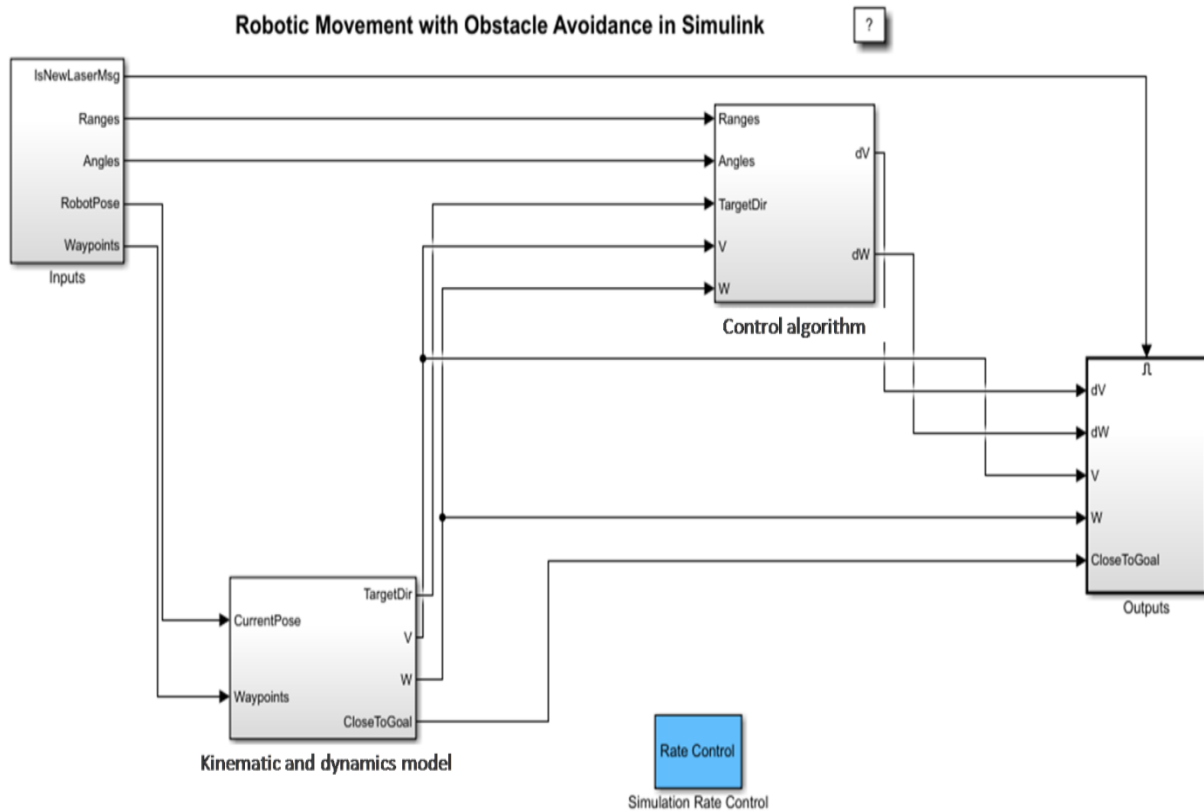 Robotic Movement with Obstacle Avoidance in Simulink
?
IsNewLaserMsg
Ranges
Angles
RobotPose
Waypoints
Inputs
Ranges
Angles
TargetDir
V
W
dV
dW
Control algorithm
dV
dW
V
W
CloseToGoal
Outputs
CurrentPose
Waypoints
TargetDir
V
W
CloseToGoal
Kinematic and dynamics model
Rate Control
Simulation Rate Control